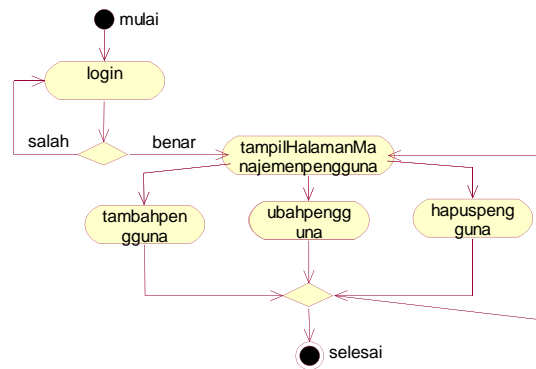 mulai
login
salah
benar
tampilHalamanMa
najemenpengguna
tambahpen
gguna
ubahpengg
una
hapuspeng
guna
selesai